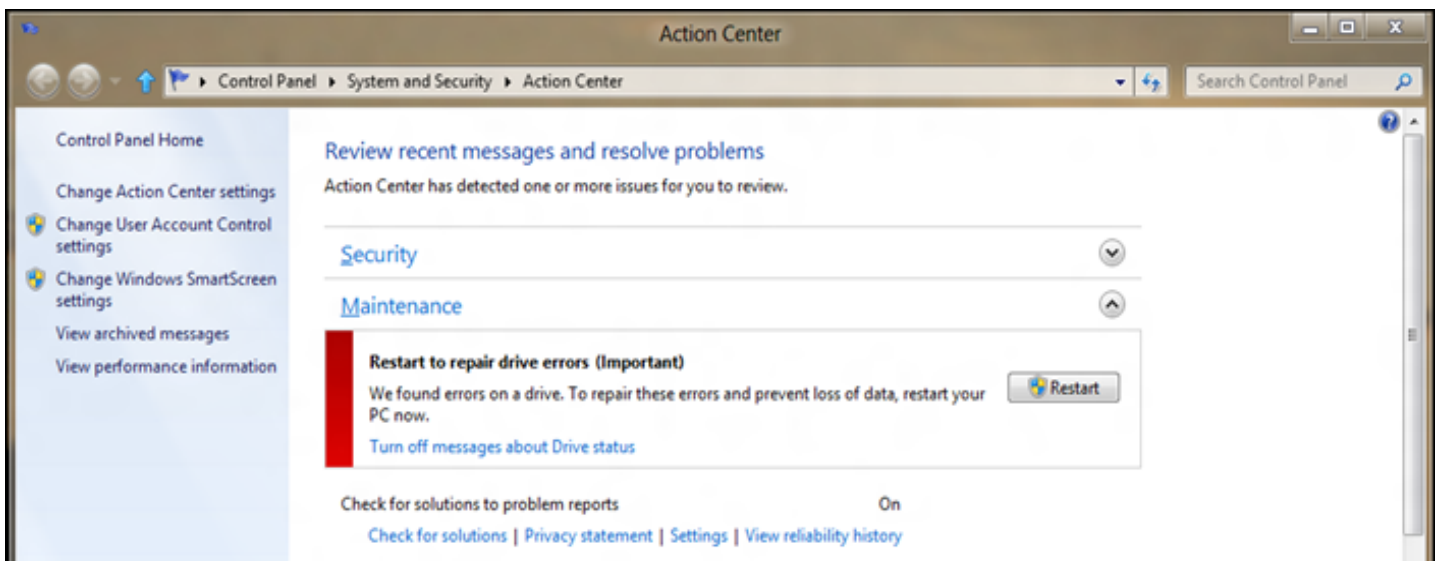 Action Center
Control Panel ▸ System and Security ▸ Action Center
Search Control Panel
Control Panel Home
Change Action Center settings
Change User Account Control
settings
Change Windows SmartScreen
settings
View archived messages
View performance information
Review recent messages and resolve problems
Action Center has detected one or more issues for you to review.
Security
Maintenance
Restart to repair drive errors (Important)
We found errors on a drive. To repair these errors and prevent loss of data, restart your
PC now.
Restart
Turn off messages about Drive status
Check for solutions to problem reports On
Check for solutions | Privacy statement | Settings | View reliability history